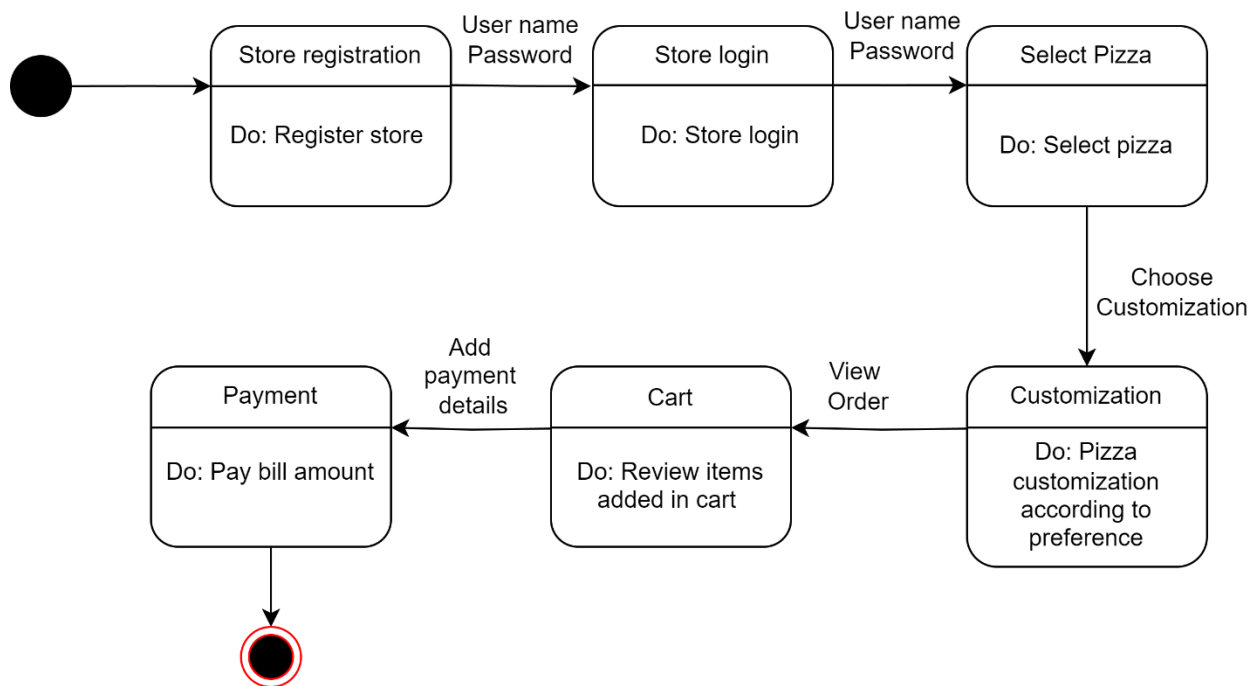 Store registration
Do: Register store
User name
Password
Store login
Do: Store login
User name
Password
Select Pizza
Do: Select pizza
Choose
Customization
Customization
Do: Pizza
customization
according to
preference
View
Order
Cart
Do: Review items
added in cart
Add
payment
details
Payment
Do: Pay bill amount